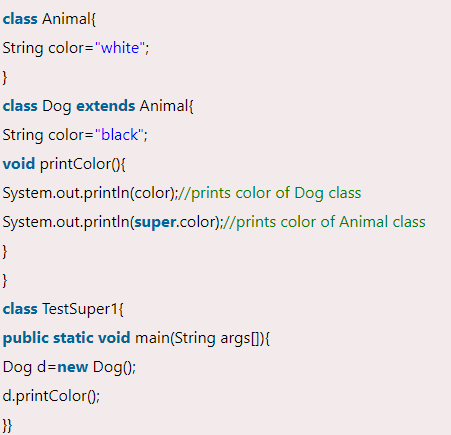 class Animal{
String color="white";
}
class Dog extends Animal{
String color="black";
void printColor(){
System.out.println(color);//prints color of Dog class
System.out.println(super.color);//prints color of Animal class
}
}
class TestSuper1{
public static void main(String args[]){
Dog d=new Dog();
d.printColor();
}}